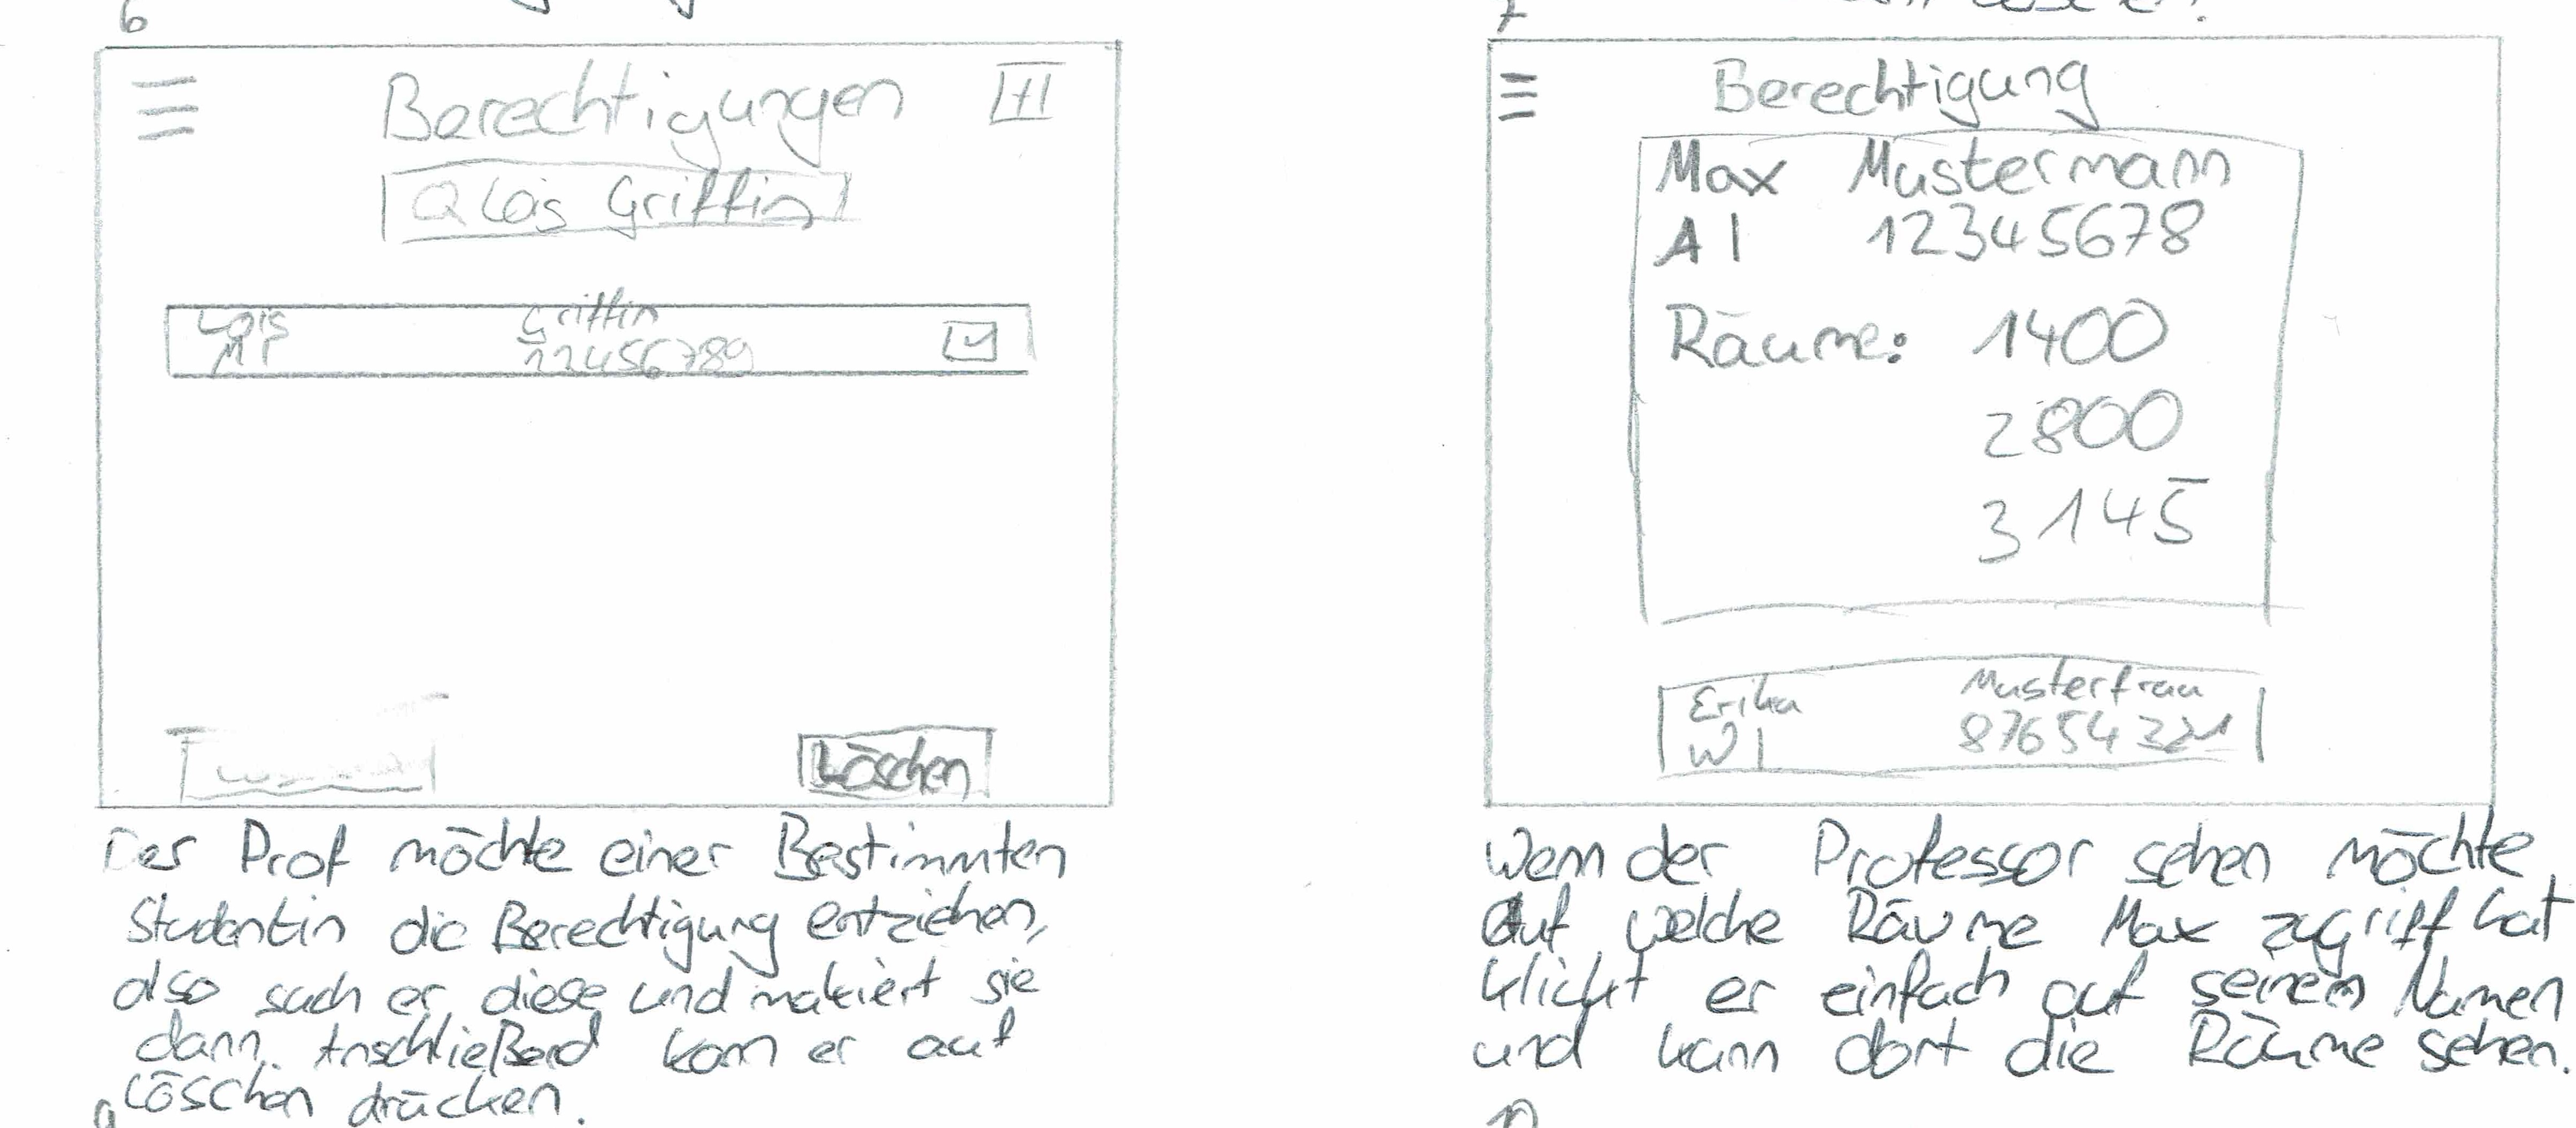 6
Berechtigungen [+]
Lois Griffin
Lois Griffin
12456789
Löschen
Der Prof möchte einer Bestimmten
Studentin die Berechtigung entziehen,
also such er diese und makiert sie
dann. Anschließend kann er auf
Löschen drücken.
7
Berechtigung
Max Mustermann
AI 12345678
Räume: 1400
2800
3145
Erika Musterfrau
WI 87654321
Wenn der Professor sehen möchte
Auf welche Räume Max zugriff hat
klickt er einfach auf seinem Namen
und kann dort die Räume sehen.